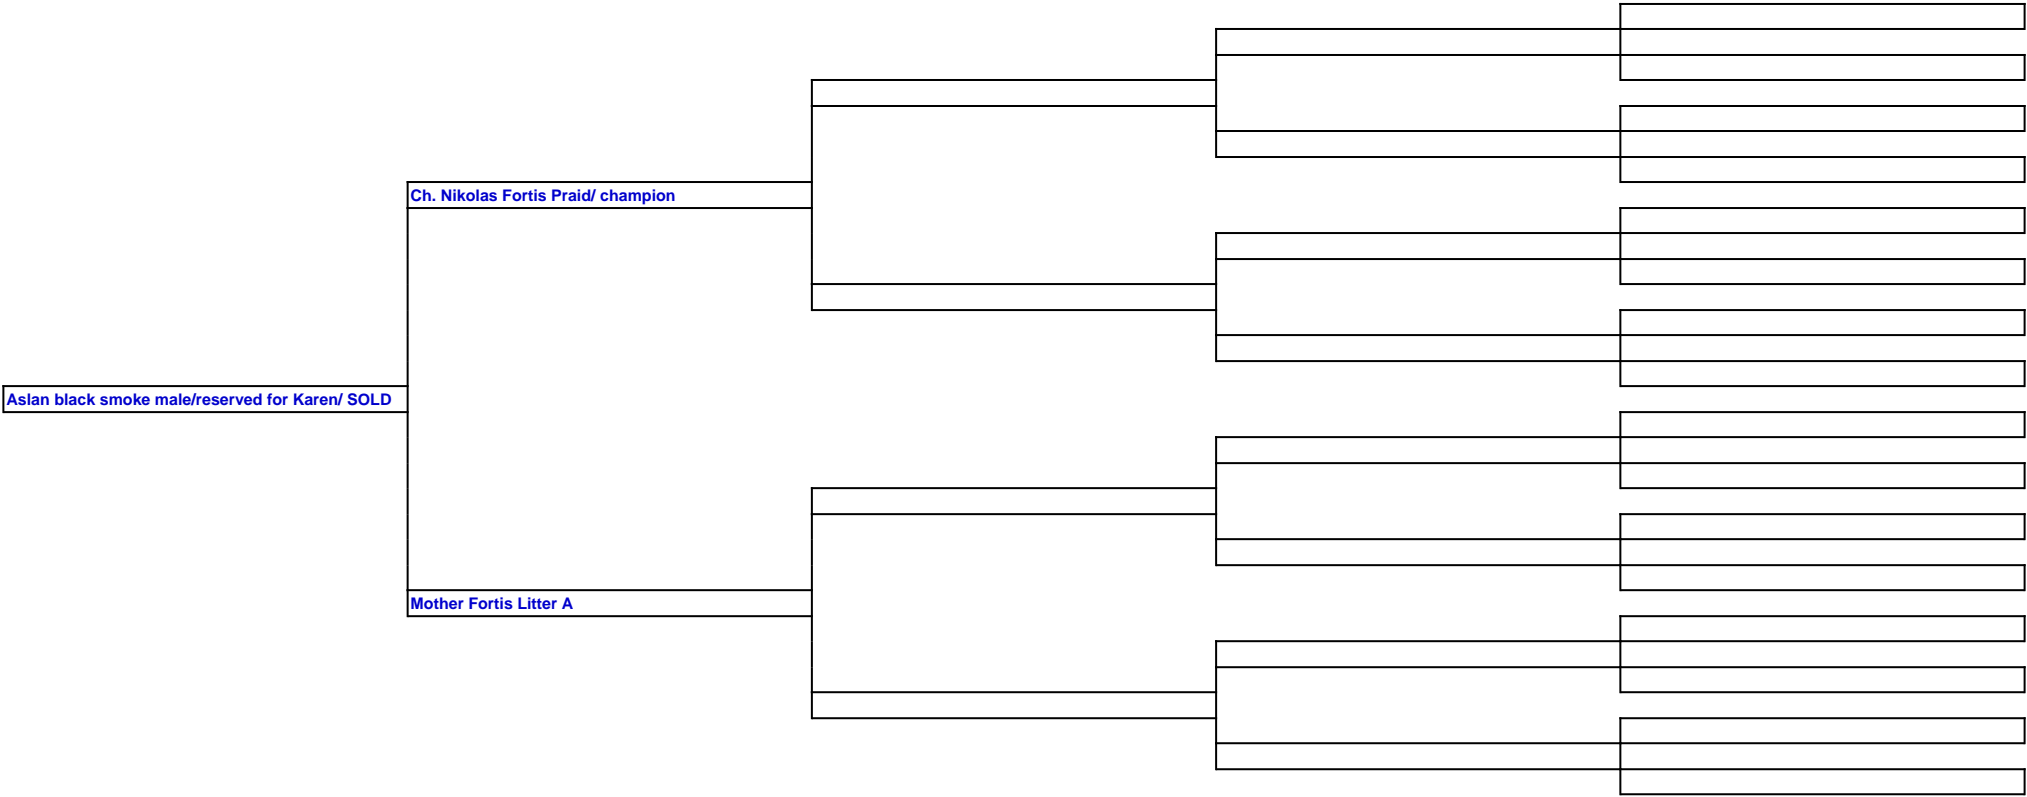 Ch. Nikolas Fortis Praid/ champion
Aslan black smoke male/reserved for Karen/ SOLD
Mother Fortis Litter A